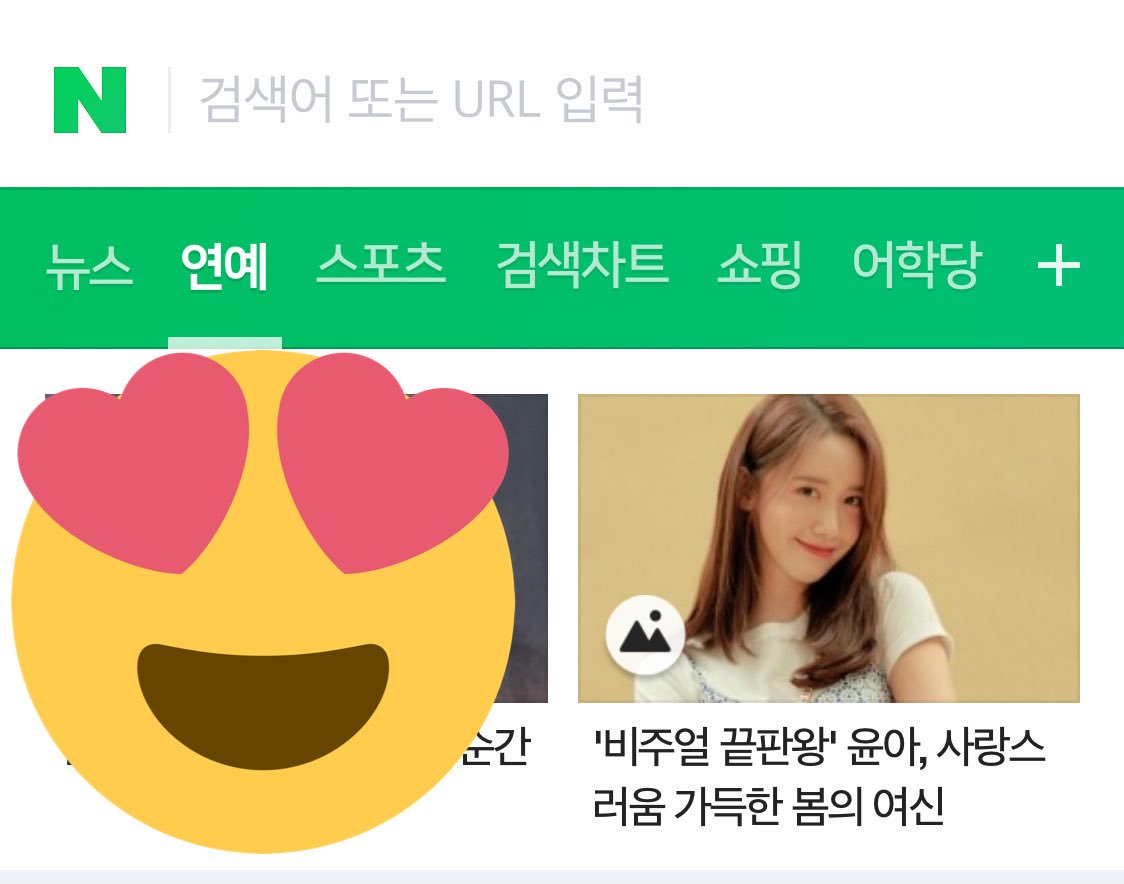 N 검색어 또는 URL 입력
뉴스 연예 스포츠 검색차트 쇼핑 어학당 +
순간
'비주얼 끝판왕' 윤아, 사랑스
러움 가득한 봄의 여신